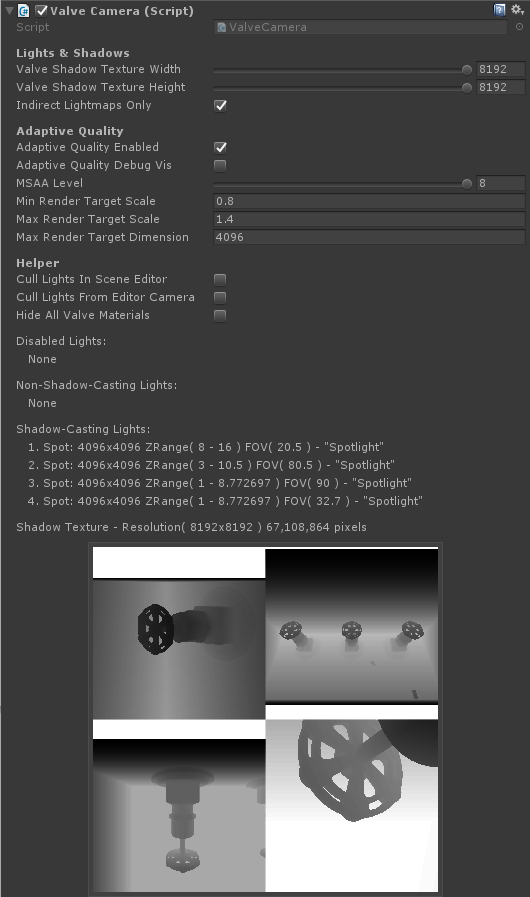 Valve Camera (Script)
Script ValveCamera
Lights & Shadows
Valve Shadow Texture Width 8192
Valve Shadow Texture Height 8192
Indirect Lightmaps Only
Adaptive Quality
Adaptive Quality Enabled
Adaptive Quality Debug Vis
MSAA Level 8
Min Render Target Scale 0.8
Max Render Target Scale 1.4
Max Render Target Dimension 4096
Helper
Cull Lights In Scene Editor
Cull Lights From Editor Camera
Hide All Valve Materials
Disabled Lights:
None
Non-Shadow-Casting Lights:
None
Shadow-Casting Lights:
1. Spot: 4096x4096 ZRange( 8 - 16 ) FOV( 20.5 ) - "Spotlight"
2. Spot: 4096x4096 ZRange( 3 - 10.5 ) FOV( 80.5 ) - "Spotlight"
3. Spot: 4096x4096 ZRange( 1 - 8.772697 ) FOV( 90 ) - "Spotlight"
4. Spot: 4096x4096 ZRange( 1 - 8.772697 ) FOV( 32.7 ) - "Spotlight"
Shadow Texture - Resolution( 8192x8192 ) 67,108,864 pixels